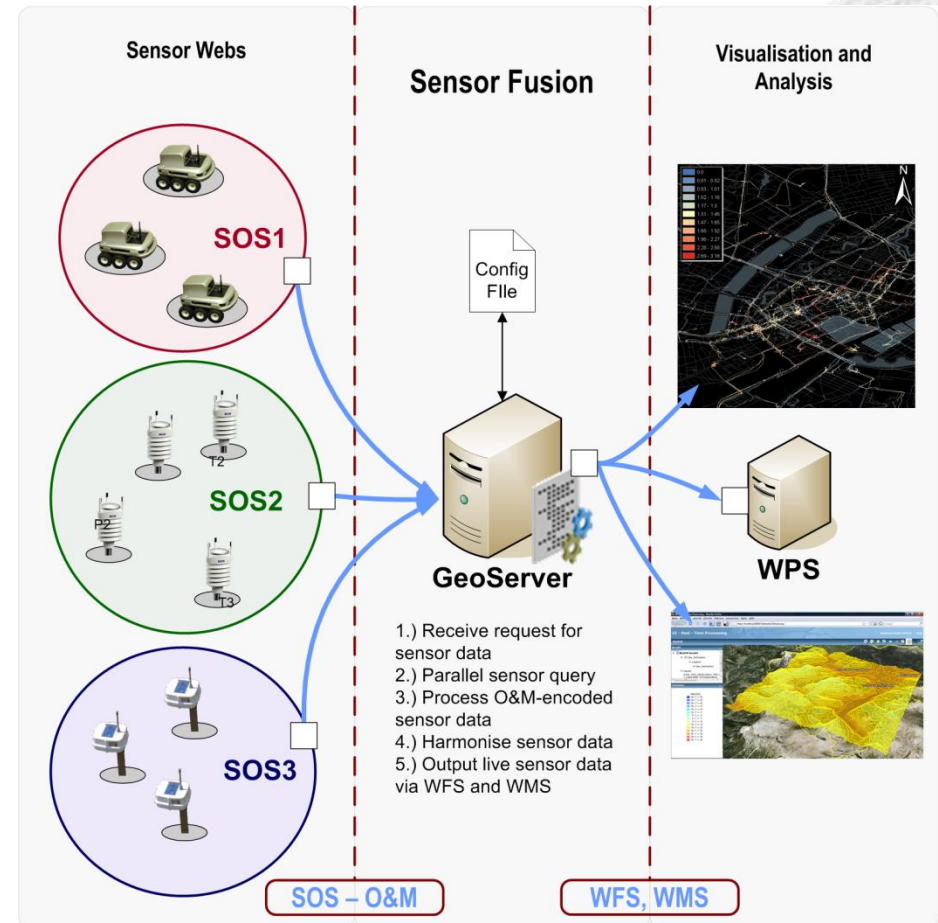 Sensor Webs
SOS1
T2
SOS2
P2
T3
SOS3
Sensor Fusion
Config
FIle
GeoServer
1.) Receive request for
sensor data
2.) Parallel sensor query
3.) Process O&M-encoded
sensor data
4.) Harmonise sensor data
5.) Output live sensor data
via WFS and WMS
Visualisation and
Analysis
N
WPS
SOS – O&M
WFS, WMS